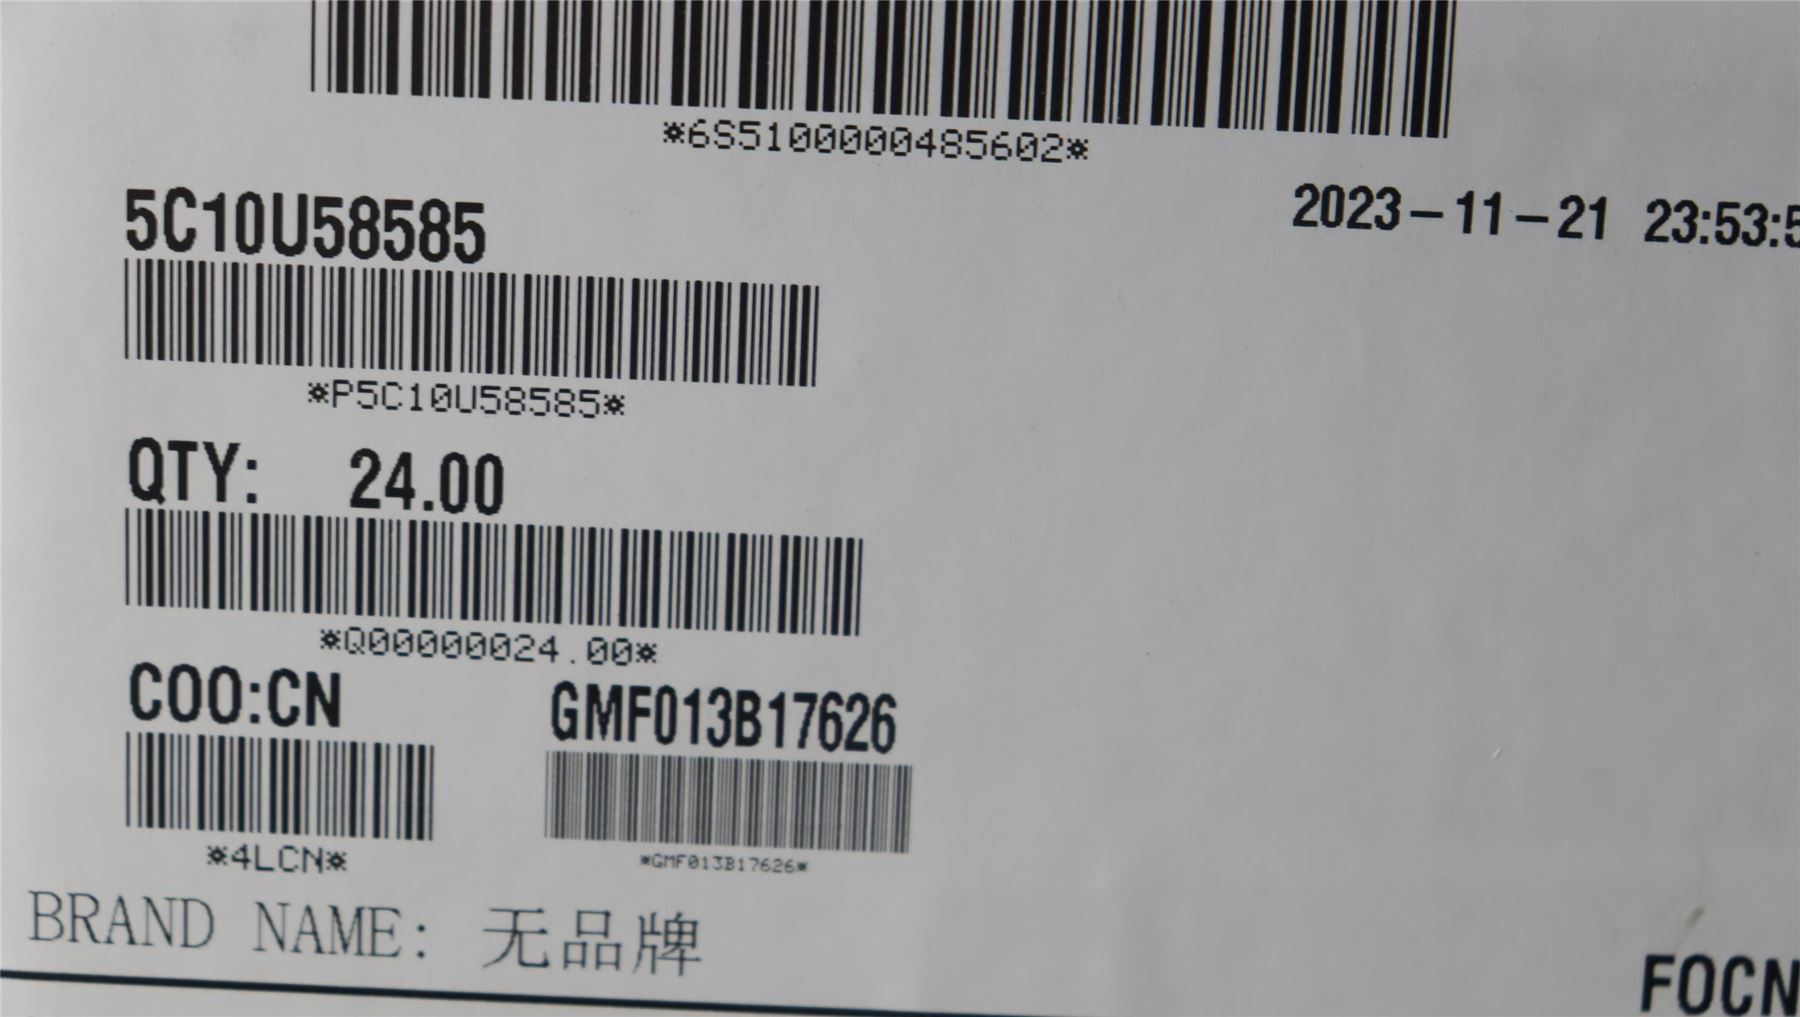 *6S5100000485602*
2023-11-21 23:53:5
5C10U58585
*P5C10U58585*
QTY: 24.00
*Q00000024.00*
COO:CN GMF013B17626
*4LCN* *GMF013B17626*
BRAND NAME: 无品牌
FOCN